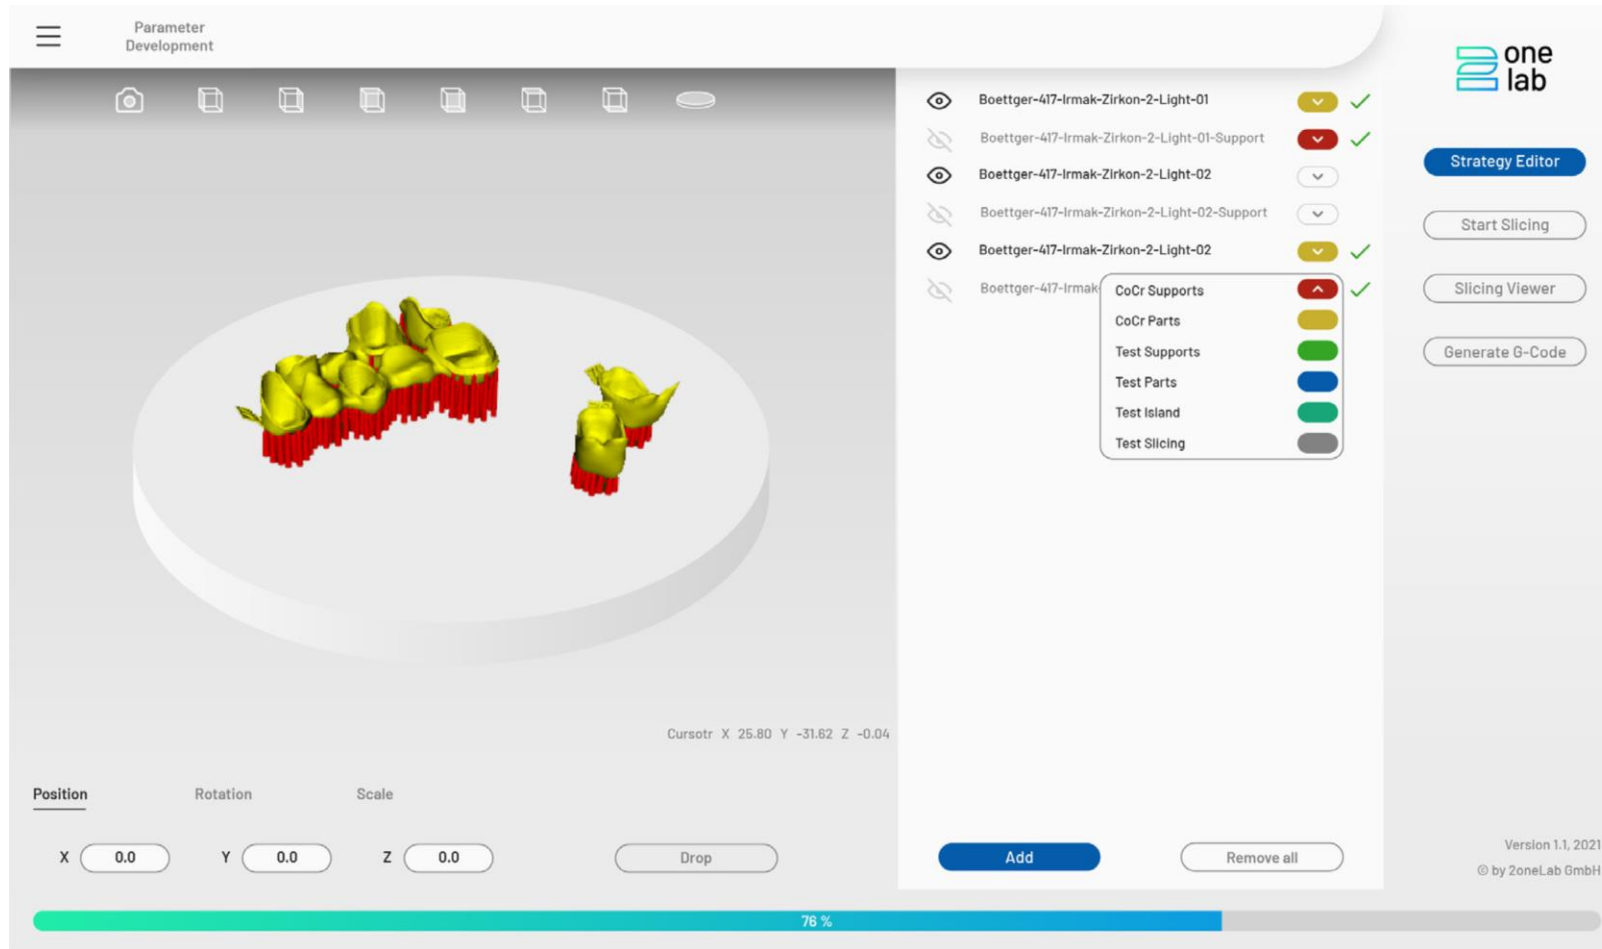 Parameter
Development
one
lab
Boettger-417-Irmak-Zirkon-2-Light-01
Boettger-417-Irmak-Zirkon-2-Light-01-Support
Boettger-417-Irmak-Zirkon-2-Light-02
Boettger-417-Irmak-Zirkon-2-Light-02-Support
Boettger-417-Irmak-Zirkon-2-Light-02
Boettger-417-Irmak-
CoCr Supports
CoCr Parts
Test Supports
Test Parts
Test Island
Test Slicing
Strategy Editor
Start Slicing
Slicing Viewer
Generate G-Code
Cursotr X 25.80 Y -31.62 Z -0.04
Position Rotation Scale
X 0.0 Y 0.0 Z 0.0 Drop
Add Remove all
Version 1.1, 2021
© by 2oneLab GmbH
76 %